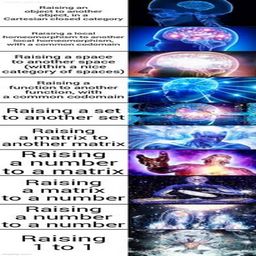 Raising an
object to another
object, in a
Cartesian closed category
Raising a local
homeomorphism to another
local homeomorphism,
with a common codomain
Raising a space
to another space
(within a nice
category of spaces)
Raising a
function to another
function, with
a common codomain
Raising a set
to another set
Raising
a matrix to
another matrix
Raising
a number
to a matrix
Raising
a matrix
to a number
Raising
a number
to a number
Raising
1 to 1